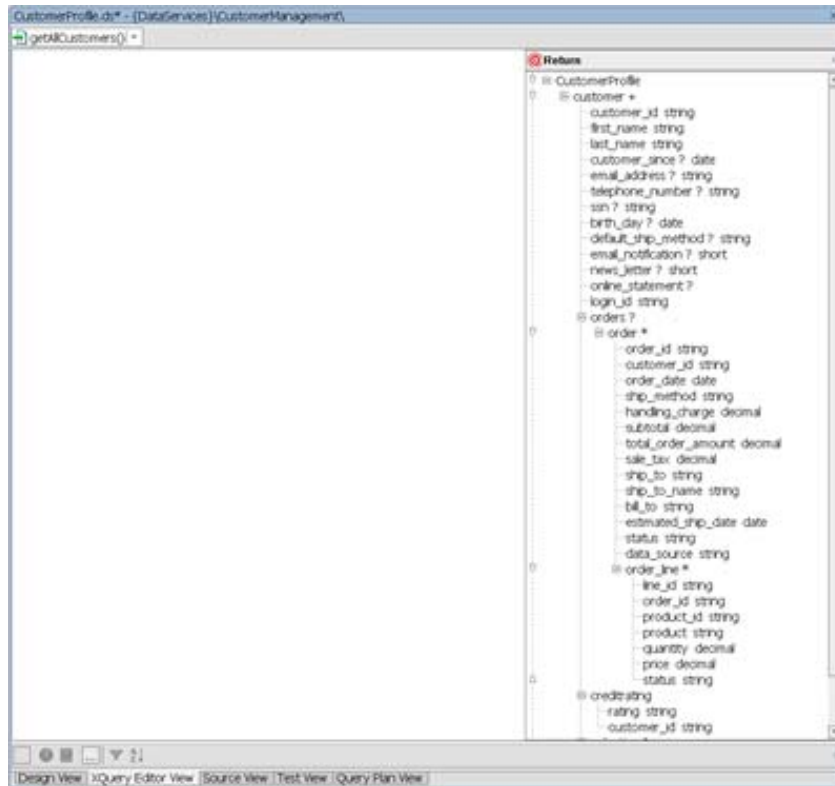 CustomerProfile.ds* - {DataServices}\CustomerManagement\
getAllCustomers()
Return
CustomerProfile
customer +
customer_id string
first_name string
last_name string
customer_since ? date
email_address ? string
telephone_number ? string
ssn ? string
birth_day ? date
default_ship_method ? string
email_notification ? short
news_letter ? short
online_statement ?
login_id string
orders ?
order *
order_id string
customer_id string
order_date date
ship_method string
handling_charge decimal
subtotal decimal
total_order_amount decimal
sale_tax decimal
ship_to string
ship_to_name string
bill_to string
estimated_ship_date date
status string
data_source string
order_line *
line_id string
order_id string
product_id string
product string
quantity decimal
price decimal
status string
creditrating
rating string
customer_id string
Design View XQuery Editor View Source View Test View Query Plan View